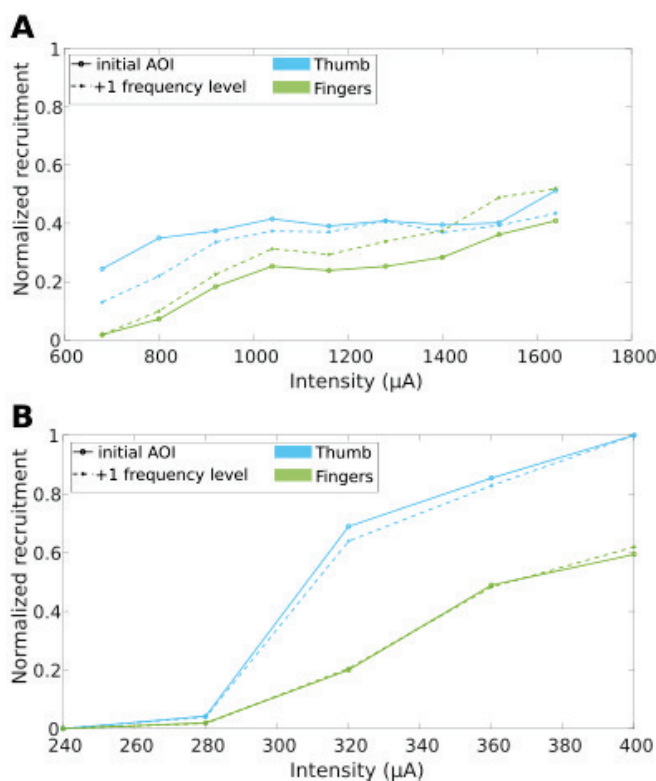 A
1
initial AOI Thumb
+1 frequency level Fingers
0.8
0.6
0.4
0.2
0
600 800 1000 1200 1400 1600 1800
Normalized recruitment
Intensity (µA)
B
1
initial AOI Thumb
+1 frequency level Fingers
0.8
0.6
0.4
0.2
0
240 260 280 300 320 340 360 380 400
Normalized recruitment
Intensity (µA)